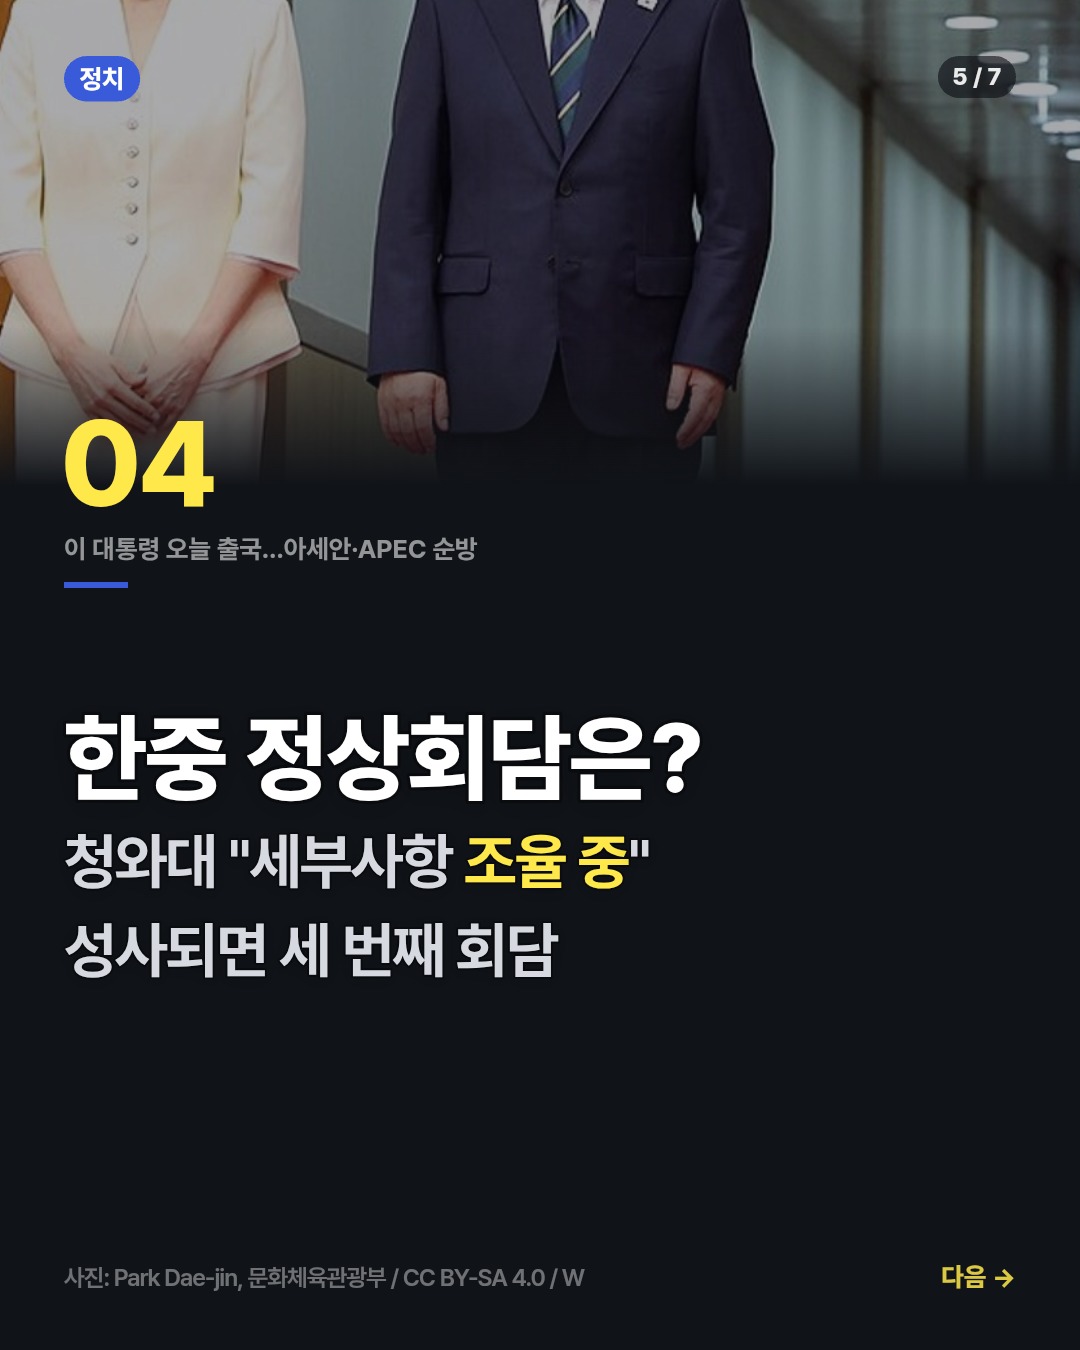 정치
5 / 7
04
이 대통령 오늘 출국…아세안·APEC 순방
한중 정상회담은?
청와대 "세부사항 조율 중"
성사되면 세 번째 회담
사진: Park Dae-jin, 문화체육관광부 / CC BY-SA 4.0 / W
다음 →